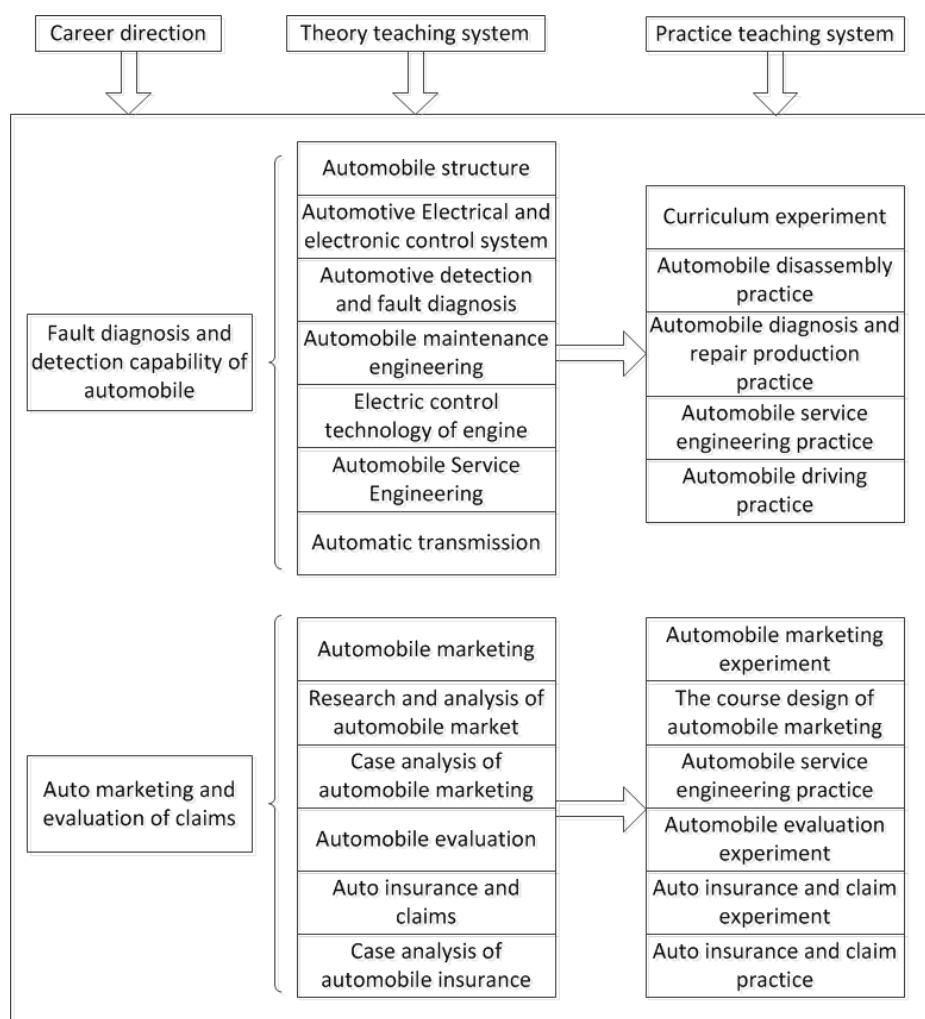 Career direction
Theory teaching system
Practice teaching system
Fault diagnosis and
detection capability of
automobile
Automobile structure
Automotive Electrical and
electronic control system
Automotive detection
and fault diagnosis
Automobile maintenance
engineering
Electric control
technology of engine
Automobile Service
Engineering
Automatic transmission
Curriculum experiment
Automobile disassembly
practice
Automobile diagnosis and
repair production
practice
Automobile service
engineering practice
Automobile driving
practice
Auto marketing and
evaluation of claims
Automobile marketing
Research and analysis of
automobile market
Case analysis of
automobile marketing
Automobile evaluation
Auto insurance and
claims
Case analysis of
automobile insurance
Automobile marketing
experiment
The course design of
automobile marketing
Automobile service
engineering practice
Automobile evaluation
experiment
Auto insurance and claim
experiment
Auto insurance and claim
practice